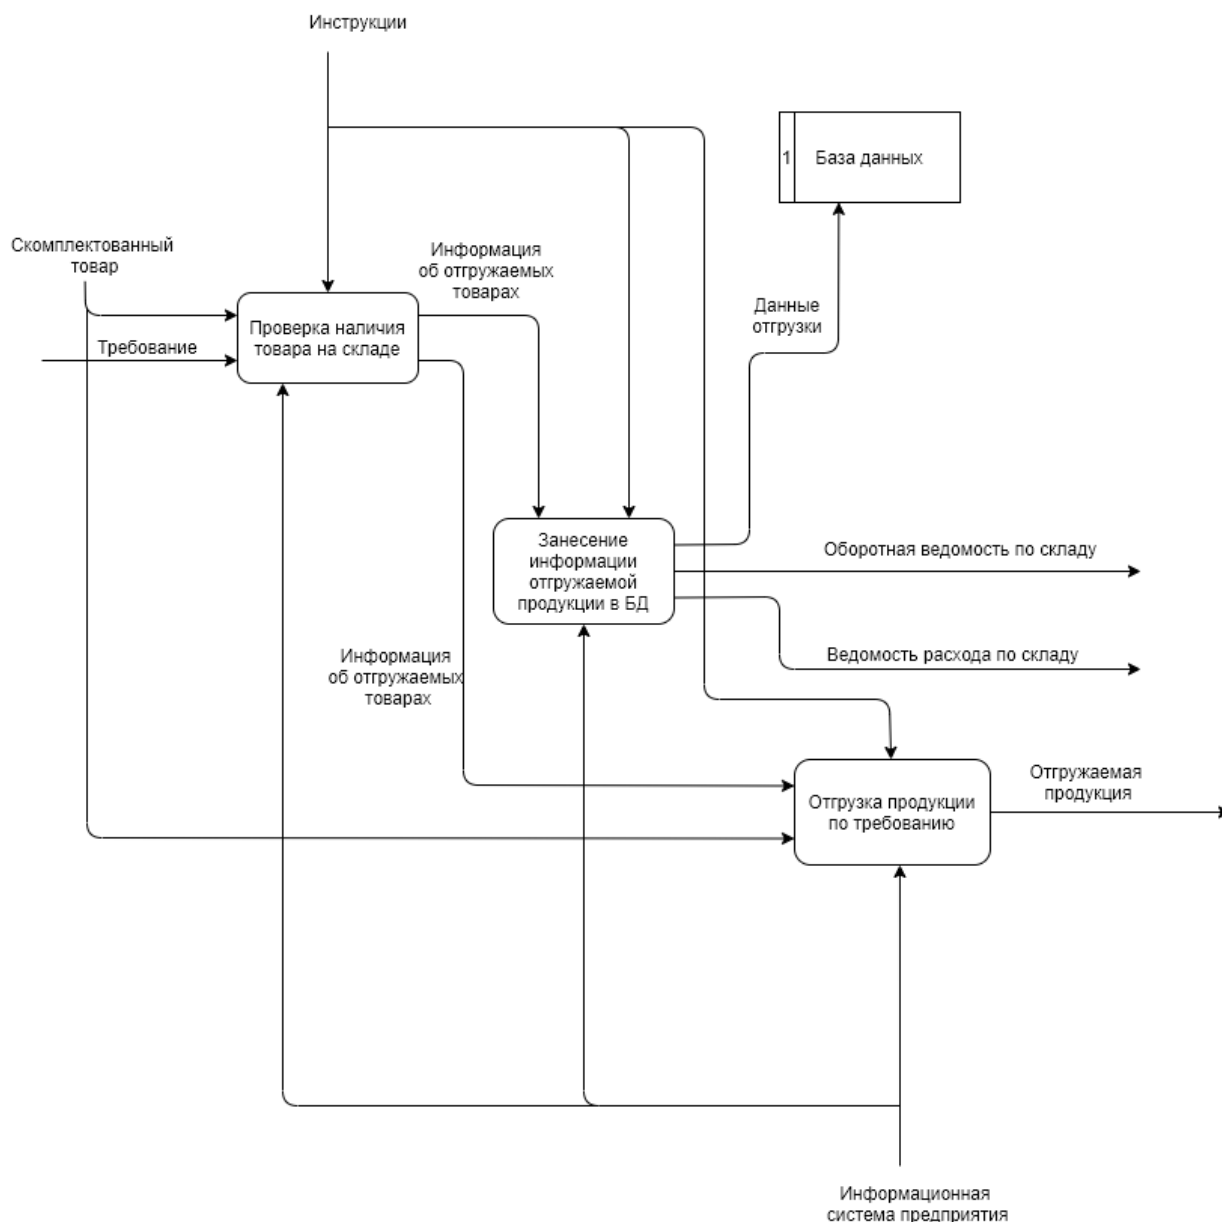 Инструкции
1
База данных
Скомплектованный
товар
Информация
об отгружаемых
товарах
Данные
отгрузки
Проверка наличия
товара на складе
Требование
Занесение
информации
отгружаемой
продукции в БД
Оборотная ведомость по складу
Ведомость расхода по складу
Информация
об отгружаемых
товарах
Отгружаемая
продукция
Отгрузка продукции
по требованию
Информационная
система предприятия